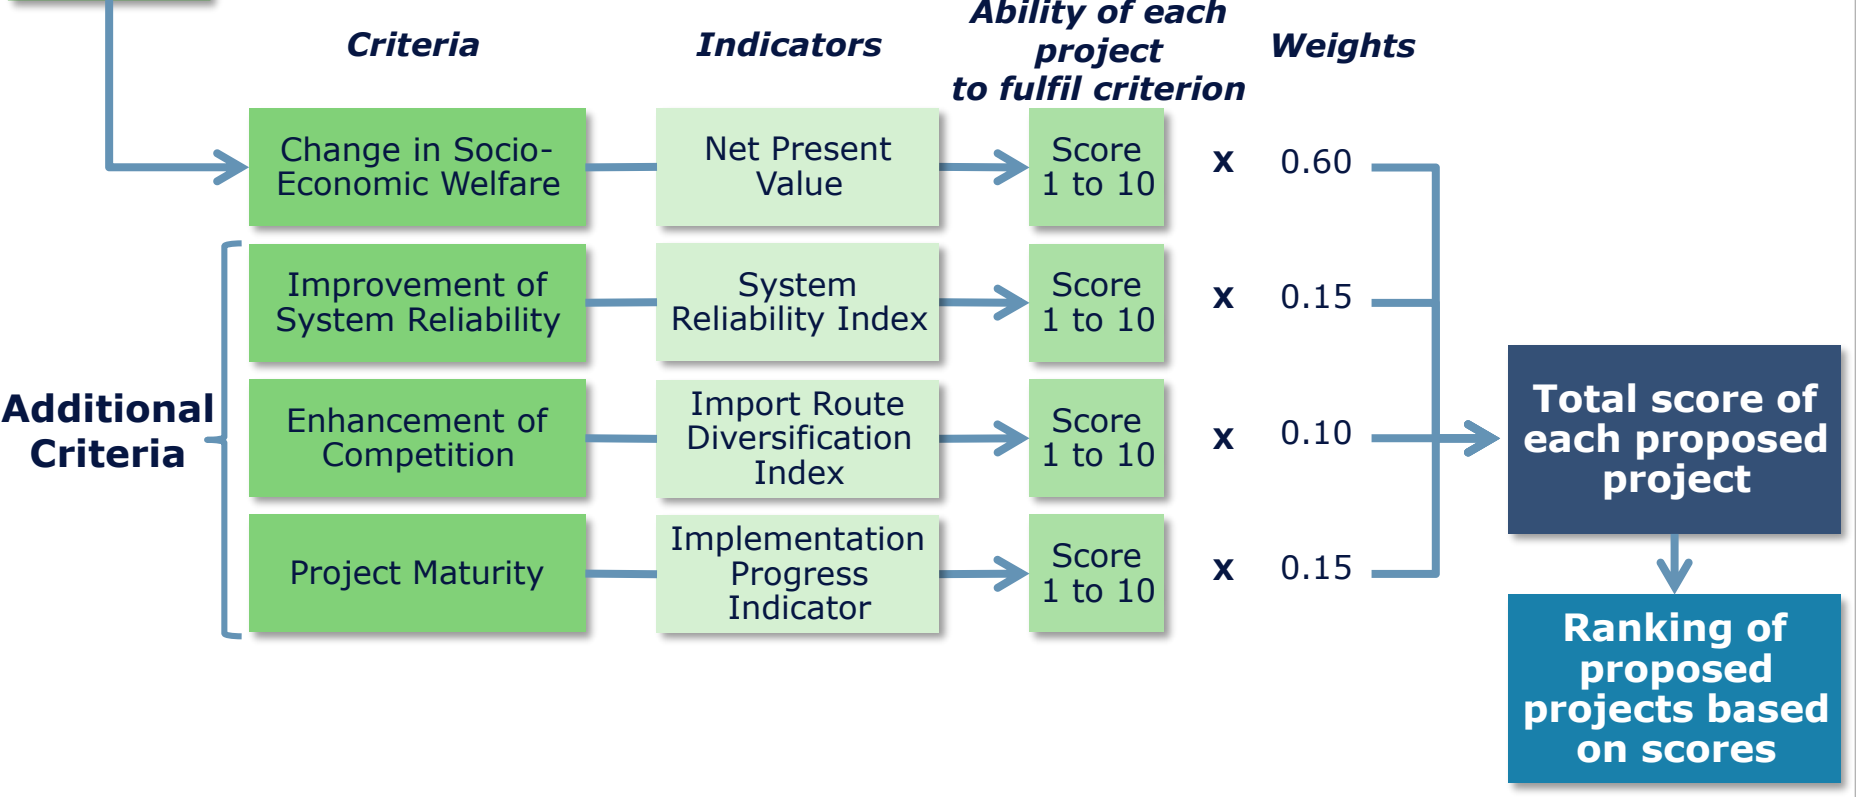 Criteria
Indicators
Ability of each
project
to fulfil criterion
Weights
Change in Socio-
Economic Welfare
Net Present
Value
Score
1 to 10
x
0.60
Additional
Criteria
Improvement of
System Reliability
System
Reliability Index
Score
1 to 10
x
0.15
Enhancement of
Competition
Import Route
Diversification
Index
Score
1 to 10
x
0.10
Project Maturity
Implementation
Progress
Indicator
Score
1 to 10
x
0.15
Total score of
each proposed
project
Ranking of
proposed
projects based
on scores